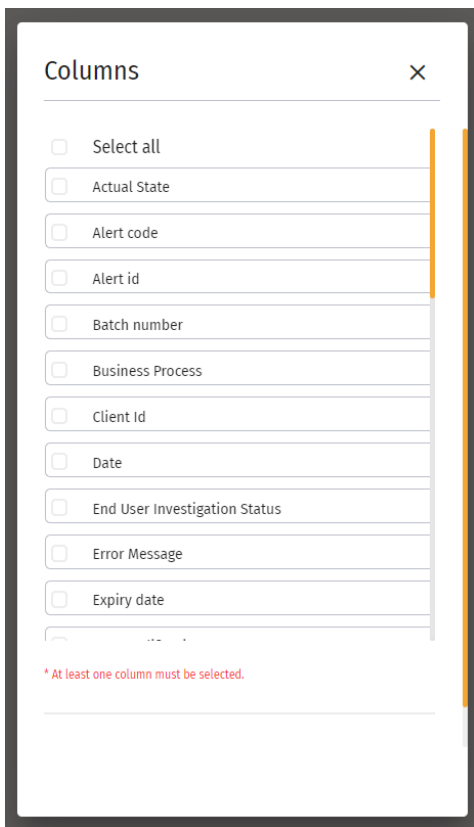 Columns
Select all
Actual State
Alert code
Alert id
Batch number
Business Process
Client Id
Date
End User Investigation Status
Error Message
Expiry date
* At least one column must be selected.